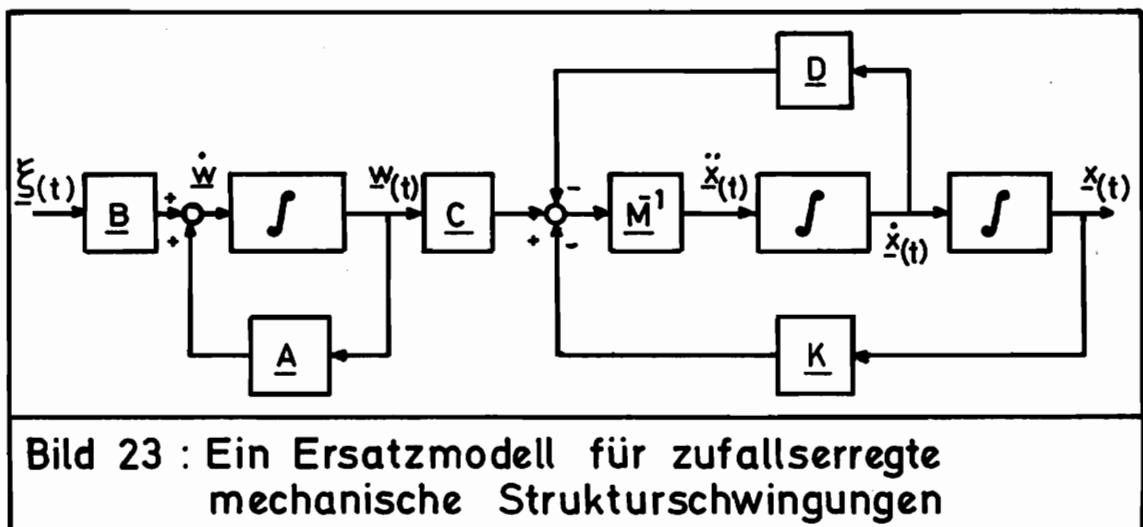 D
ξ(t) B + ẇ ∫ w(t) C - M⁻¹ ẍ(t) ∫ ẋ(t) ∫ x(t)
+ + -
A K
Bild 23 : Ein Ersatzmodell für zufallserregte
mechanische Strukturschwingungen